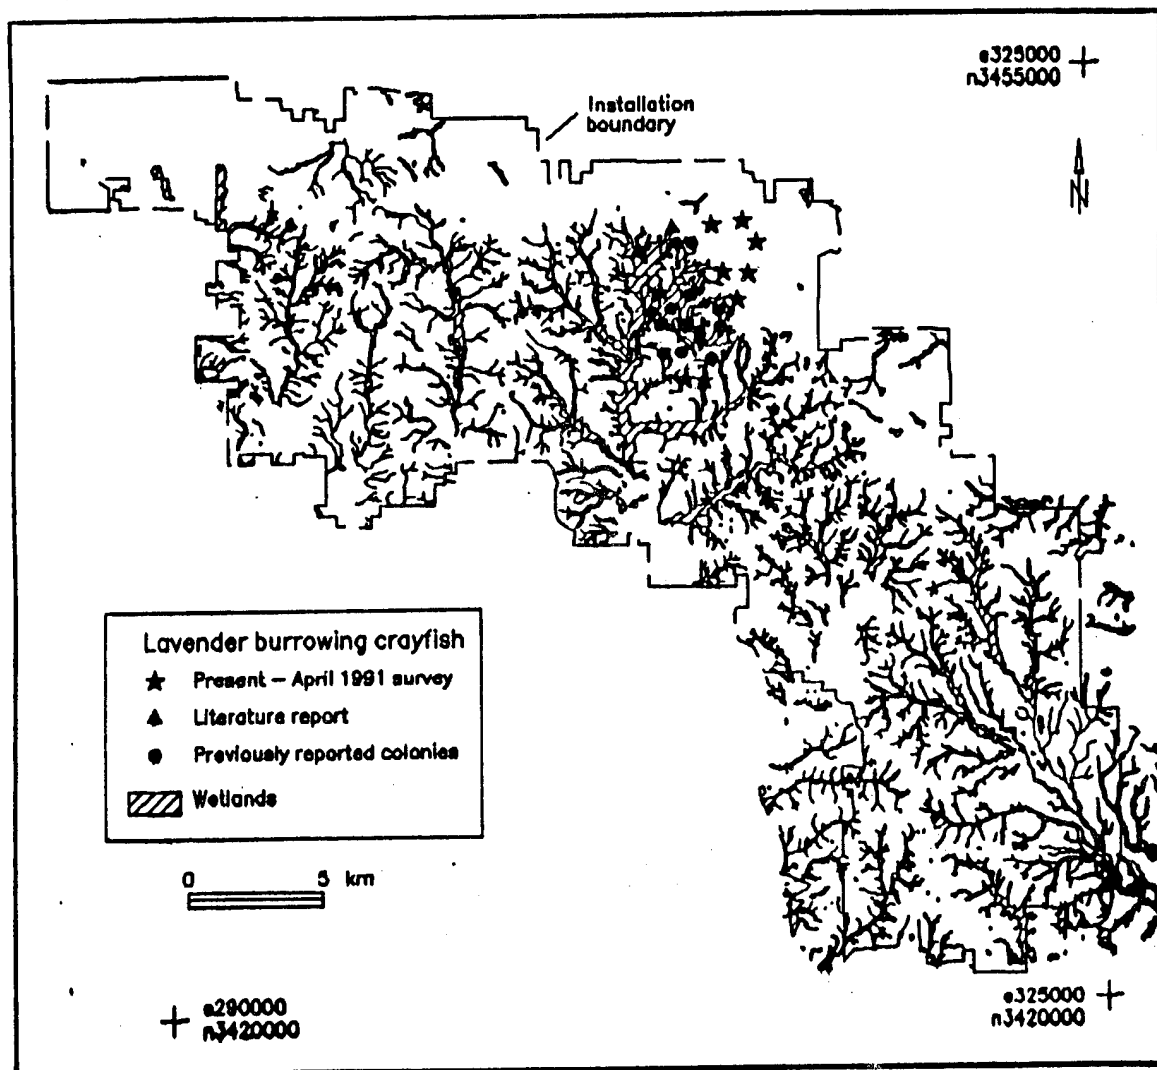 e325000
n3455000
Installation
boundary
N
Lavender burrowing crayfish
Present – April 1991 survey
Literature report
Previously reported colonies
Wetlands
0 5 km
e290000
n3420000
e325000
n3420000